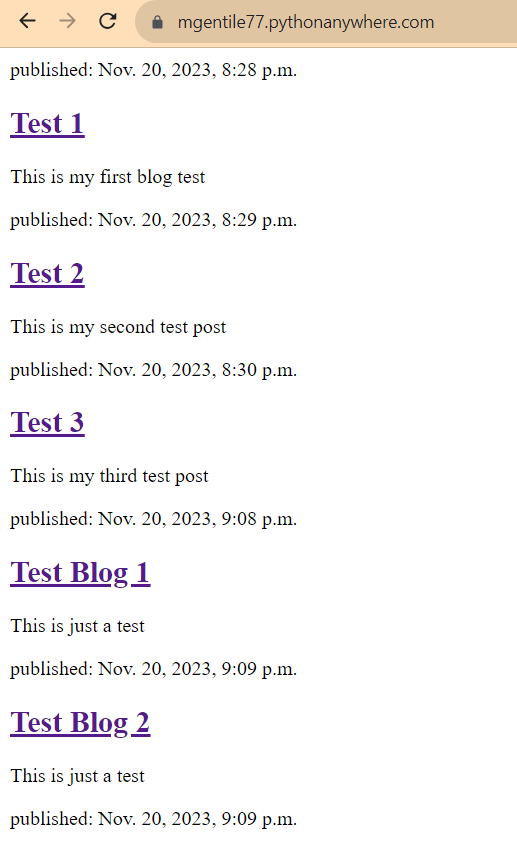 mgentile77.pythonanywhere.com
published: Nov. 20, 2023, 8:28 p.m.
Test 1
This is my first blog test
published: Nov. 20, 2023, 8:29 p.m.
Test 2
This is my second test post
published: Nov. 20, 2023, 8:30 p.m.
Test 3
This is my third test post
published: Nov. 20, 2023, 9:08 p.m.
Test Blog 1
This is just a test
published: Nov. 20, 2023, 9:09 p.m.
Test Blog 2
This is just a test
published: Nov. 20, 2023, 9:09 p.m.